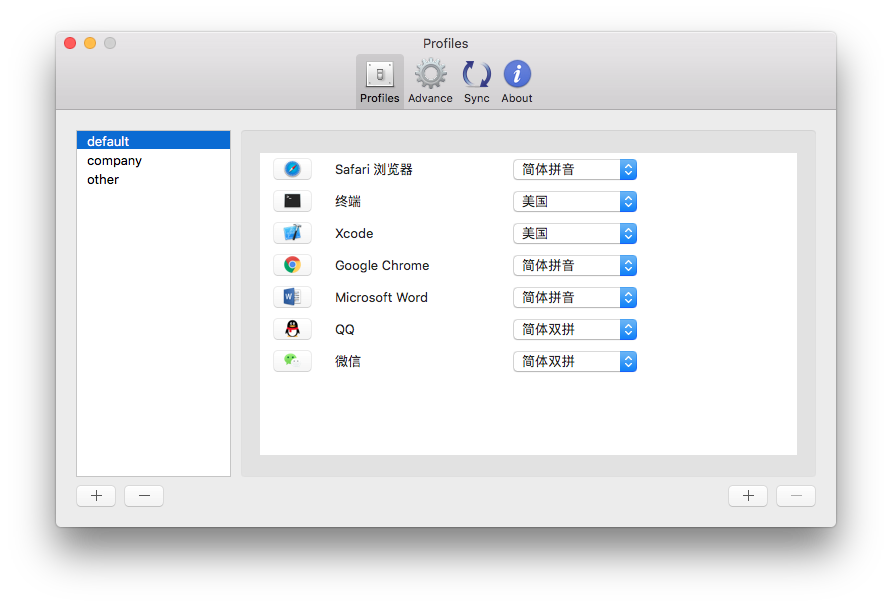 Profiles
Profiles Advance Sync About
default
company
other
Safari 浏览器 简体拼音
终端 美国
Xcode 美国
Google Chrome 简体拼音
Microsoft Word 简体拼音
QQ 简体双拼
微信 简体双拼